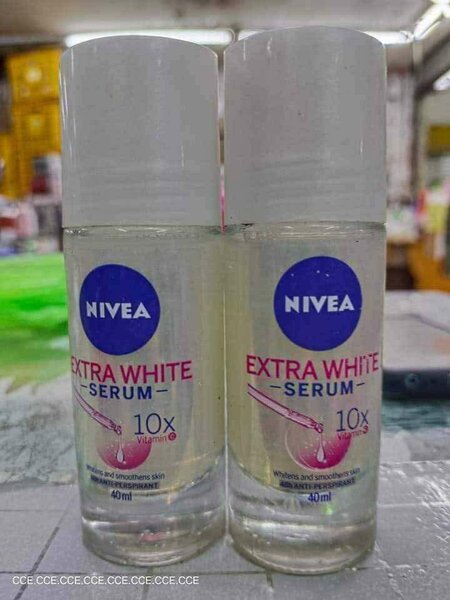 NIVEA
EXTRA WHITE
SERUM
10x
Vitamin C
Whitens and smoothens skin
48h ANTI-PERSPIRANT
40ml
NIVEA
EXTRA WHITE
SERUM
10x
Vitamin C
Whitens and smoothens skin
48h ANTI-PERSPIRANT
40ml
CCE.CCE.CCE.CCE.CCE.CCE.CCE.CCE